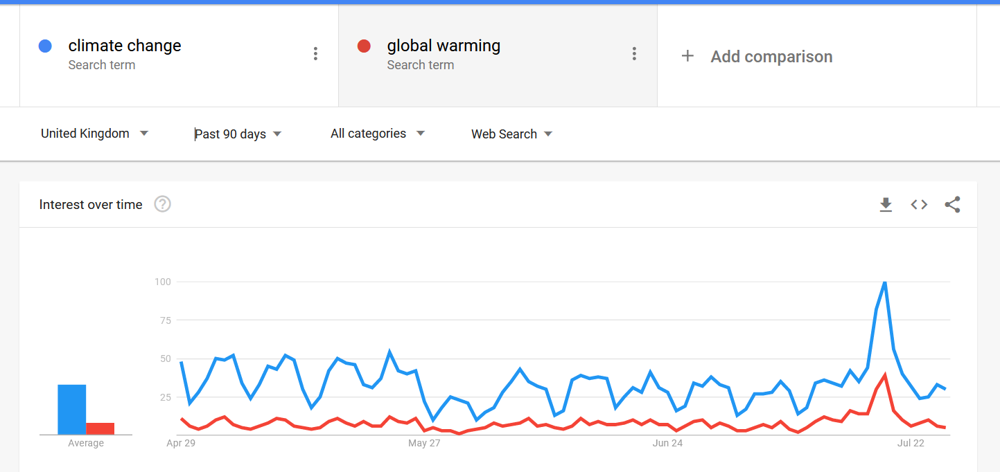 climate change
Search term
global warming
Search term
+ Add comparison
United Kingdom
Past 90 days
All categories
Web Search
Interest over time ?
100
75
50
25
Average
Apr 29
May 27
Jun 24
Jul 22